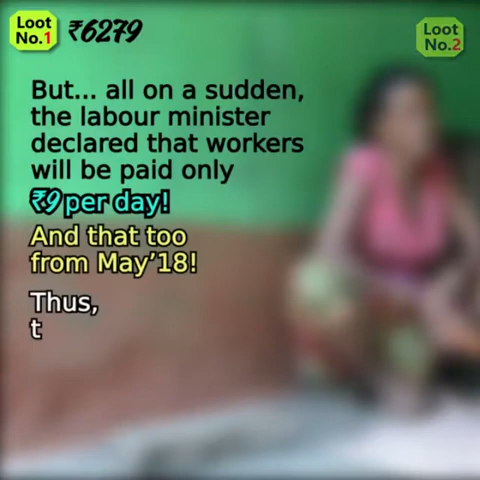 Loot
No.1
₹6279
Loot
No.2
But... all on a sudden,
the labour minister
declared that workers
will be paid only
₹9 per day!
And that too
from May’18!
Thus,
t